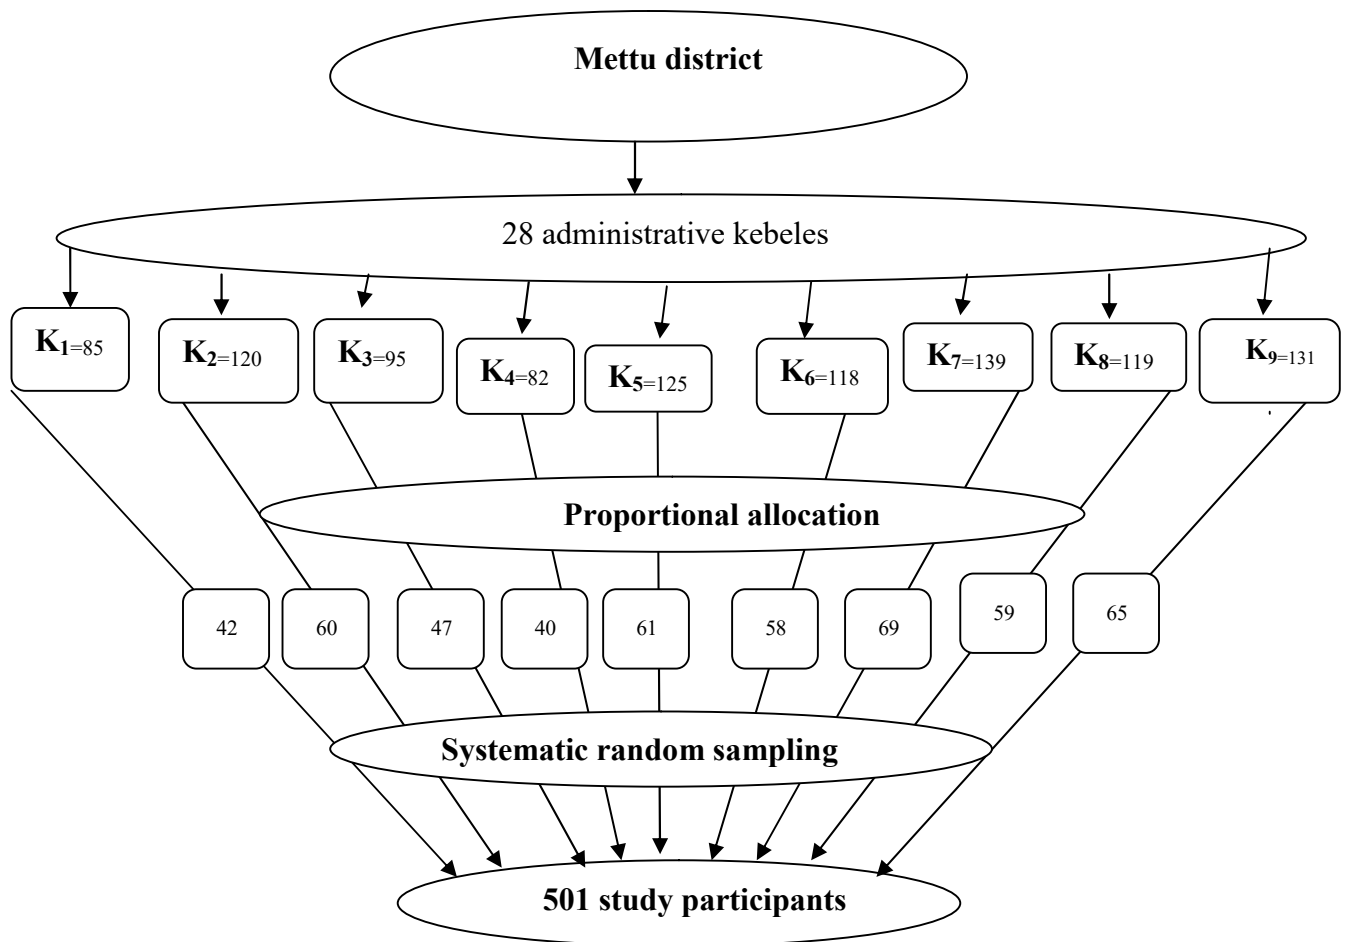 Mettu district
28 administrative kebeles
K1=85
K2=120
K3=95
K4=82
K5=125
K6=118
K7=139
K8=119
K9=131
Proportional allocation
42
60
47
40
61
58
69
59
65
Systematic random sampling
501 study participants